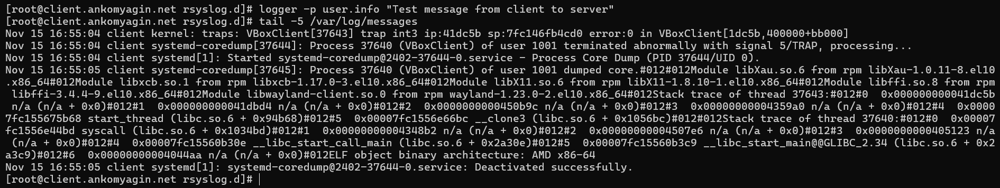 [root@client.ankomyagin.net rsyslog.d]# logger -p user.info "Test message from client to server"
[root@client.ankomyagin.net rsyslog.d]# tail -5 /var/log/messages
Nov 15 16:55:04 client kernel: traps: VBoxClient[37643] trap int3 ip:41dc5b sp:7fc146fb4cd0 error:0 in VBoxClient[1dc5b,400000+bb000]
Nov 15 16:55:04 client systemd-coredump[37644]: Process 37640 (VBoxClient) of user 1001 terminated abnormally with signal 5/TRAP, processing...
Nov 15 16:55:04 client systemd[1]: Started systemd-coredump@2402-37644-0.service - Process Core Dump (PID 37644/UID 0).
Nov 15 16:55:05 client systemd-coredump[37645]: Process 37640 (VBoxClient) of user 1001 dumped core.#012#012Module libXau.so.6 from rpm libXau-1.0.11-8.el10
.x86_64#012Module libxcb.so.1 from rpm libxcb-1.17.0-3.el10.x86_64#012Module libX11.so.6 from rpm libX11-1.8.10-1.el10.x86_64#012Module libffi.so.8 from rpm
 libffi-3.4.4-9.el10.x86_64#012Module libwayland-client.so.0 from rpm wayland-1.23.0-2.el10.x86_64#012Stack trace of thread 37643:#012#0  0x000000000041dc5b
 n/a (n/a + 0x0)#012#1  0x000000000041dbd4 n/a (n/a + 0x0)#012#2  0x0000000000450b9c n/a (n/a + 0x0)#012#3  0x00000000004359a0 n/a (n/a + 0x0)#012#4  0x0000
7fc155675b68 start_thread (libc.so.6 + 0x94b68)#012#5  0x00007fc1556e66bc __clone3 (libc.so.6 + 0x1056bc)#012#012Stack trace of thread 37640:#012#0  0x00007
fc1556e44bd syscall (libc.so.6 + 0x1034bd)#012#1  0x00000000004348b2 n/a (n/a + 0x0)#012#2  0x00000000004507e6 n/a (n/a + 0x0)#012#3  0x0000000000405123 n/a
 (n/a + 0x0)#012#4  0x00007fc15560b30e __libc_start_call_main (libc.so.6 + 0x2a30e)#012#5  0x00007fc15560b3c9 __libc_start_main@@GLIBC_2.34 (libc.so.6 + 0x2
a3c9)#012#6  0x00000000004044aa n/a (n/a + 0x0)#012ELF object binary architecture: AMD x86-64
Nov 15 16:55:05 client systemd[1]: systemd-coredump@2402-37644-0.service: Deactivated successfully.
[root@client.ankomyagin.net rsyslog.d]#